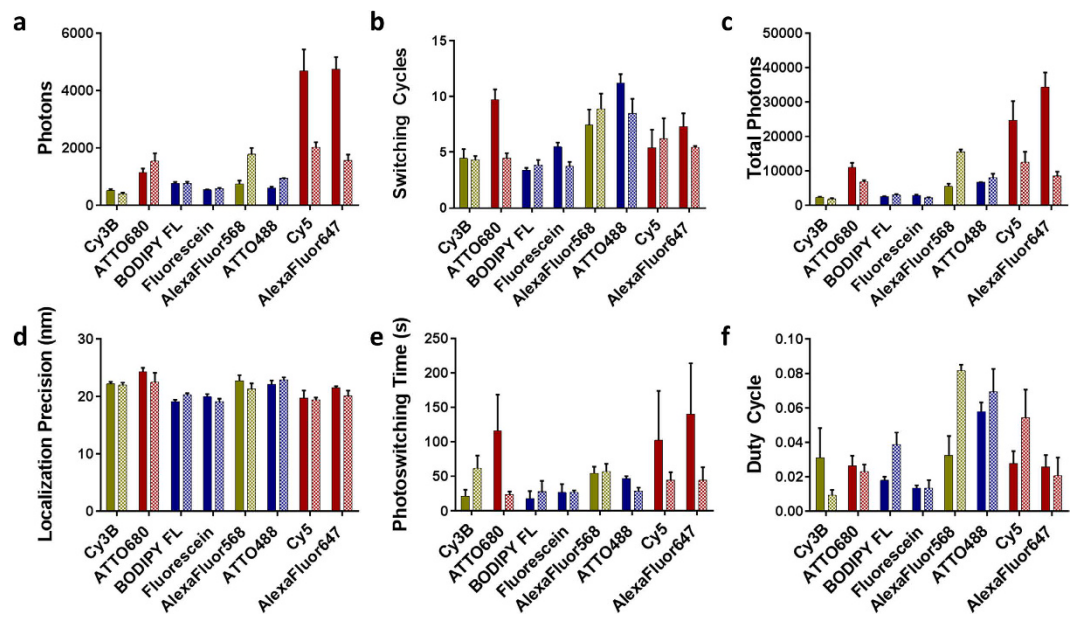 a
Photons
6000
4000
2000
0
Cy3B
ATTO680
BODIPY FL
Fluorescein
AlexaFluor568
ATTO488
Cy5
AlexaFluor647
b
Switching Cycles
15
10
5
0
Cy3B
ATTO680
BODIPY FL
Fluorescein
AlexaFluor568
ATTO488
Cy5
AlexaFluor647
c
Total Photons
50000
40000
30000
20000
10000
0
Cy3B
ATTO680
BODIPY FL
Fluorescein
AlexaFluor568
ATTO488
Cy5
AlexaFluor647
d
Localization Precision (nm)
30
20
10
0
Cy3B
ATTO680
BODIPY FL
Fluorescein
AlexaFluor568
ATTO488
Cy5
AlexaFluor647
e
Photoswitching Time (s)
250
200
150
100
50
0
Cy3B
ATTO680
BODIPY FL
Fluorescein
AlexaFluor568
ATTO488
Cy5
AlexaFluor647
f
Duty Cycle
0.10
0.08
0.06
0.04
0.02
0.00
Cy3B
ATTO680
BODIPY FL
Fluorescein
AlexaFluor568
ATTO488
Cy5
AlexaFluor647